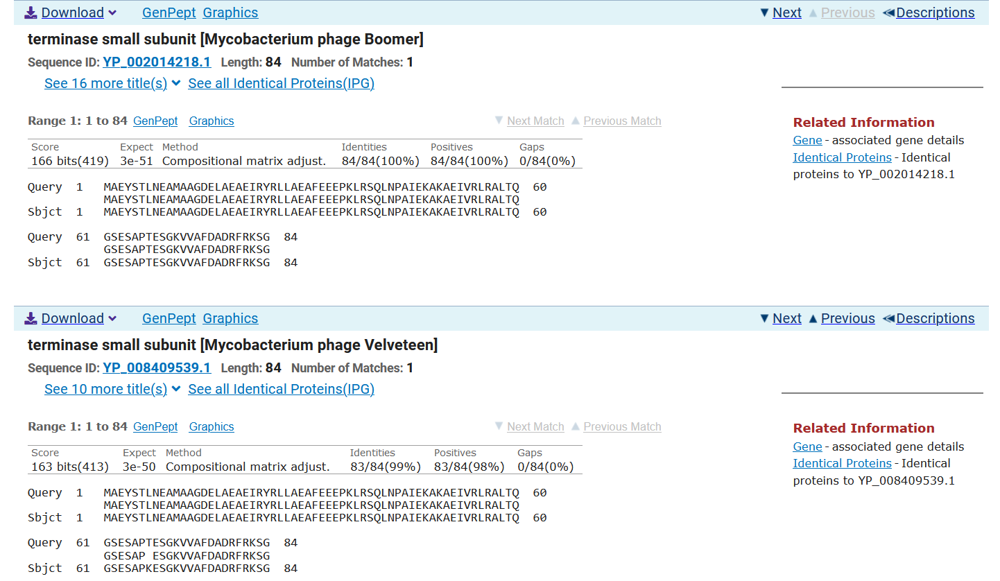 Download GenPept Graphics Next Previous Descriptions
terminase small subunit [Mycobacterium phage Boomer]
Sequence ID: YP_002014218.1 Length: 84 Number of Matches: 1
See 16 more title(s) See all Identical Proteins(IPG)
Range 1: 1 to 84 GenPept Graphics Next Match Previous Match
Score Expect Method Identities Positives Gaps
166 bits(419) 3e-51 Compositional matrix adjust. 84/84(100%) 84/84(100%) 0/84(0%)
Query 1 MAEYSTLNEAMAAGDELAEAEIRYRLLAEAFEEEPKLRSQLNPAIEKAKAEIVRLRALTQ 60
MAEYSTLNEAMAAGDELAEAEIRYRLLAEAFEEEPKLRSQLNPAIEKAKAEIVRLRALTQ
Sbjct 1 MAEYSTLNEAMAAGDELAEAEIRYRLLAEAFEEEPKLRSQLNPAIEKAKAEIVRLRALTQ 60
Query 61 GSESAPTESGKVVAFDADRFRKSG 84
GSESAPTESGKVVAFDADRFRKSG
Sbjct 61 GSESAPTESGKVVAFDADRFRKSG 84
Related Information
Gene - associated gene details
Identical Proteins - Identical
proteins to YP_002014218.1
Download GenPept Graphics Next Previous Descriptions
terminase small subunit [Mycobacterium phage Velveteen]
Sequence ID: YP_008409539.1 Length: 84 Number of Matches: 1
See 10 more title(s) See all Identical Proteins(IPG)
Range 1: 1 to 84 GenPept Graphics Next Match Previous Match
Score Expect Method Identities Positives Gaps
163 bits(413) 3e-50 Compositional matrix adjust. 83/84(99%) 83/84(98%) 0/84(0%)
Query 1 MAEYSTLNEAMAAGDELAEAEIRYRLLAEAFEEEPKLRSQLNPAIEKAKAEIVRLRALTQ 60
MAEYSTLNEAMAAGDELAEAEIRYRLLAEAFEEEPKLRSQLNPAIEKAKAEIVRLRALTQ
Sbjct 1 MAEYSTLNEAMAAGDELAEAEIRYRLLAEAFEEEPKLRSQLNPAIEKAKAEIVRLRALTQ 60
Query 61 GSESAPTESGKVVAFDADRFRKSG 84
GSESAP ESGKVVAFDADRFRKSG
Sbjct 61 GSESAPKESGKVVAFDADRFRKSG 84
Related Information
Gene - associated gene details
Identical Proteins - Identical
proteins to YP_008409539.1